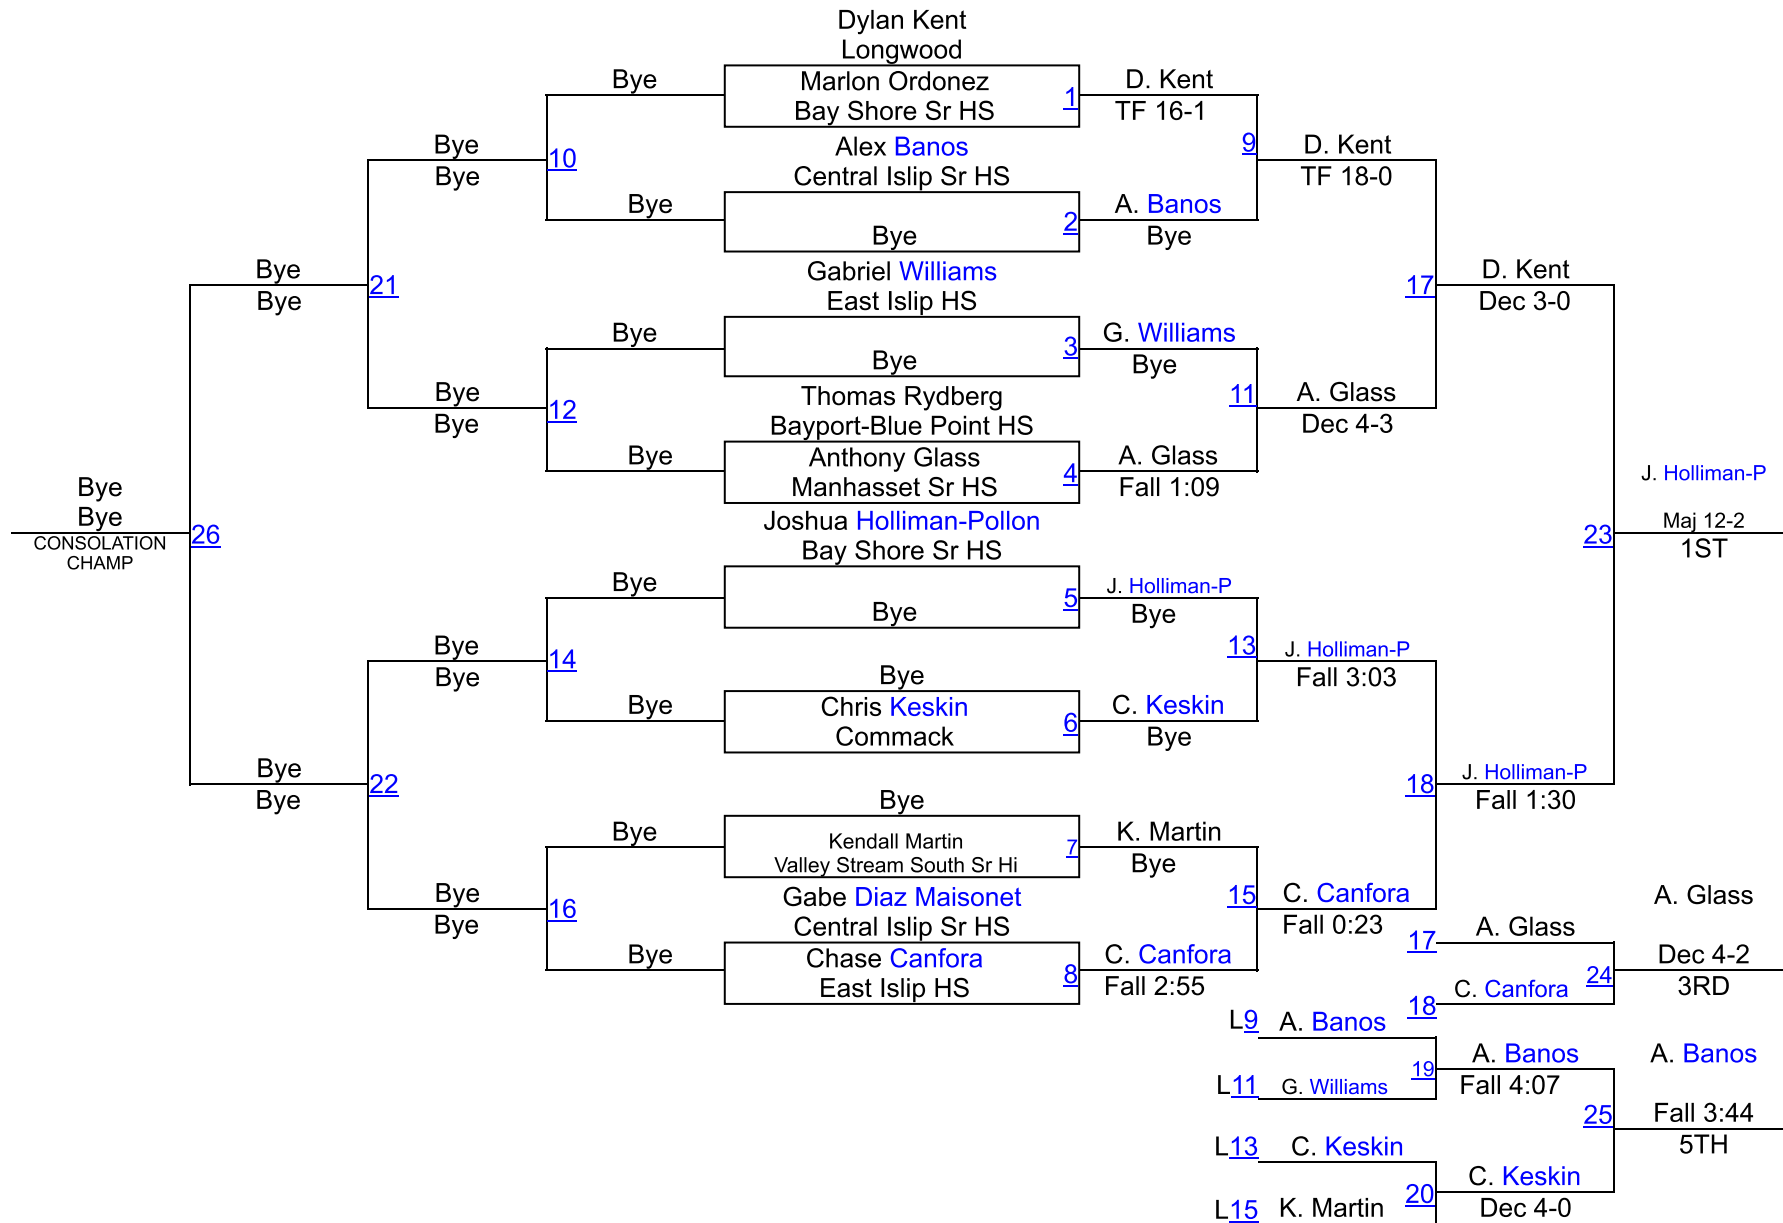 Dylan Kent
Longwood
Bye
Marlon Ordonez
1
D. Kent
Bay Shore Sr HS
TF 16-1
Bye
10
Alex Banos
9
D. Kent
Bye
Central Islip Sr HS
TF 18-0
Bye
2
A. Banos
Bye
Bye
Bye
21
Gabriel Williams
17
D. Kent
Bye
East Islip HS
Dec 3-0
Bye
3
G. Williams
Bye
Bye
Bye
12
Thomas Rydberg
11
A. Glass
Bye
Bayport-Blue Point HS
Dec 4-3
Bye
Anthony Glass
4
A. Glass
Manhasset Sr HS
Fall 1:09
Bye
Bye
26
CONSOLATION
CHAMP
Joshua Holliman-Pollon
Bay Shore Sr HS
J. Holliman-P
23
Maj 12-2
1ST
Bye
5
J. Holliman-P
Bye
Bye
Bye
14
13
J. Holliman-P
Bye
Fall 3:03
Bye
Bye
Chris Keskin
6
C. Keskin
Commack
Bye
Bye
22
18
J. Holliman-P
Bye
Fall 1:30
Bye
Bye
Kendall Martin
7
K. Martin
Valley Stream South Sr Hi
Bye
Bye
16
Gabe Diaz Maisonet
15
C. Canfora
Bye
Central Islip Sr HS
Fall 0:23
Bye
Chase Canfora
8
C. Canfora
East Islip HS
Fall 2:55
A. Glass
17
A. Glass
24
Dec 4-2
3RD
18
C. Canfora
L9
A. Banos
19
A. Banos
Fall 4:07
A. Banos
L11
G. Williams
25
Fall 3:44
5TH
L13
C. Keskin
20
C. Keskin
Dec 4-0
L15
K. Martin